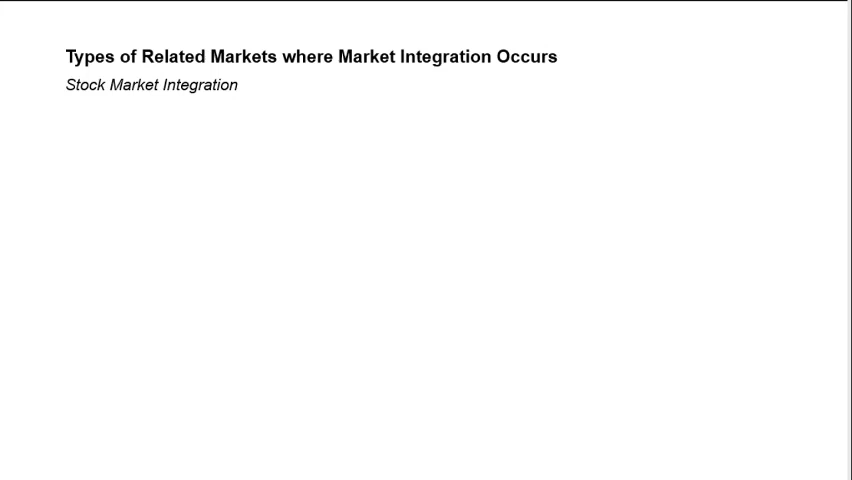 Types of Related Markets where Market Integration Occurs
Stock Market Integration